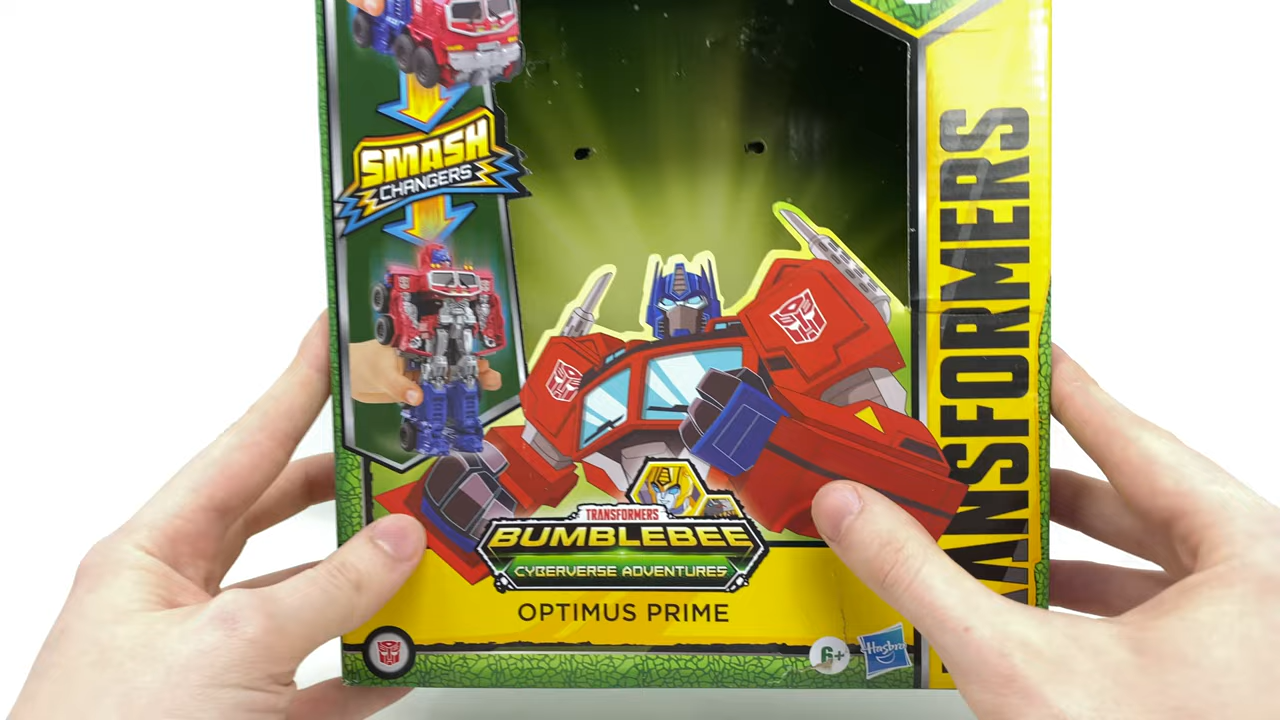 SMASH
CHANGERS
TRANSFORMERS
BUMBLEBEE
CYBERVERSE ADVENTURES
OPTIMUS PRIME
6+
Hasbro
TRANSFORMERS